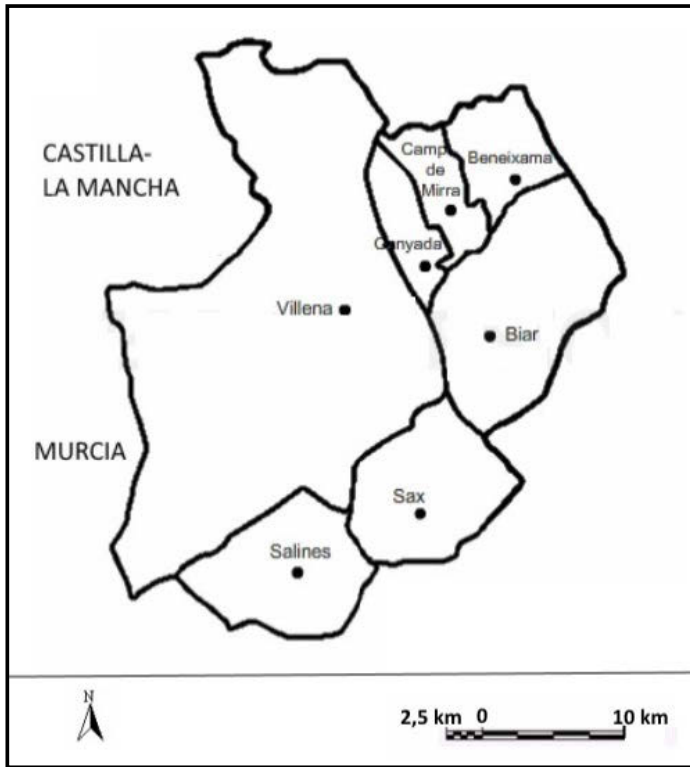 CASTILLA-
LA MANCHA
Camp
de
Mirra
Beneixama
Canyada
Villena
Biar
MURCIA
Sax
Salines
N
2,5 km 0 10 km